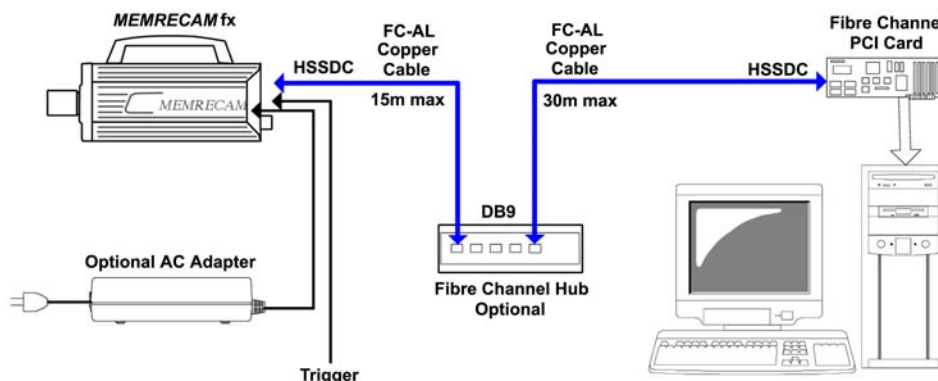 MEMRECAM fx
FC-AL
Copper
Cable
15m max
HSSDC
MEMRECAM
FC-AL
Copper
Cable
30m max
HSSDC
Fibre Channel
PCI Card
DB9
Fibre Channel Hub
Optional
Optional AC Adapter
Trigger